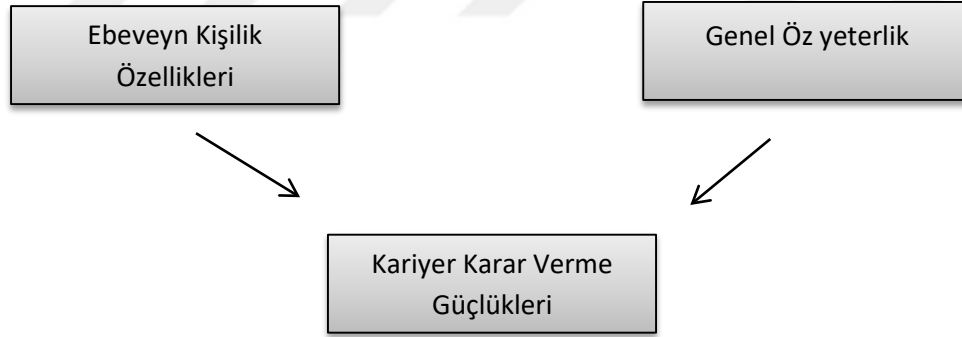 Ebeveyn Kişilik
Özellikleri
Genel Öz yeterlik
Kariyer Karar Verme
Güçlükleri